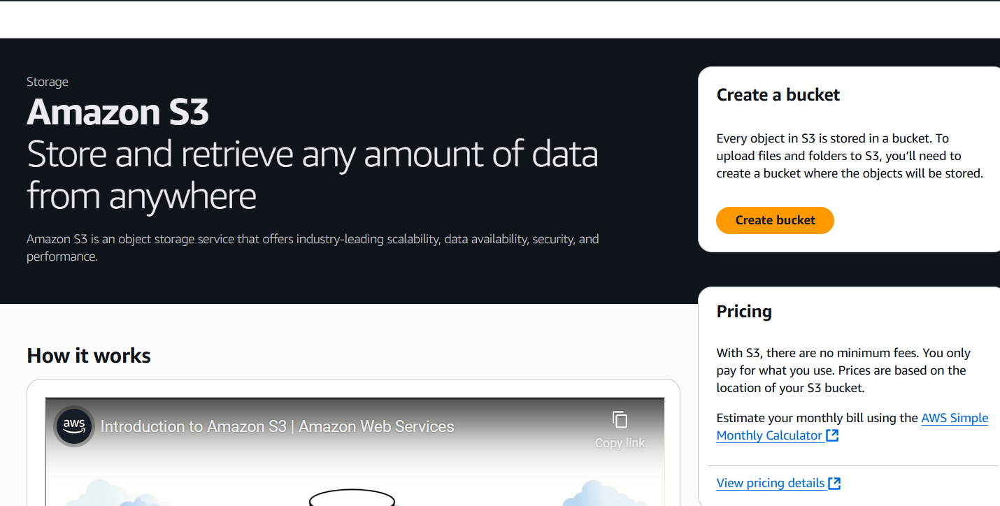 Storage
Amazon S3
Store and retrieve any amount of data
from anywhere
Amazon S3 is an object storage service that offers industry-leading scalability, data availability, security, and
performance.
Create a bucket
Every object in S3 is stored in a bucket. To
upload files and folders to S3, you’ll need to
create a bucket where the objects will be stored.
Create bucket
How it works
aws
Introduction to Amazon S3 | Amazon Web Services
Copy link
Pricing
With S3, there are no minimum fees. You only
pay for what you use. Prices are based on the
location of your S3 bucket.
Estimate your monthly bill using the AWS Simple
Monthly Calculator
View pricing details